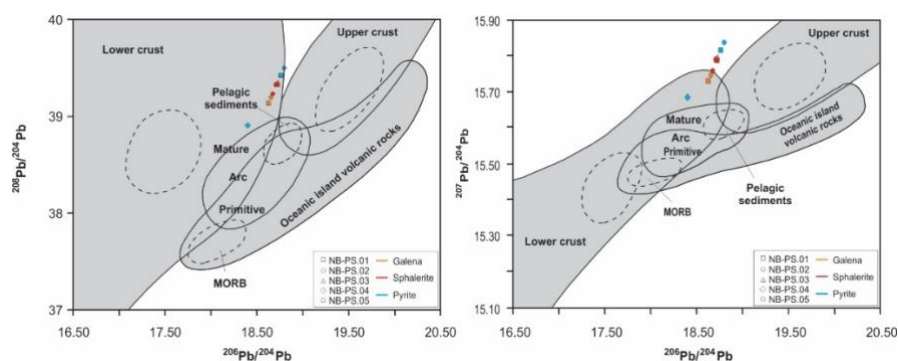 40
39
38
37
²⁰⁸Pb/²⁰⁴Pb
Lower crust
Upper crust
Pelagic
sediments
Mature
Arc
Primitive
Oceanic island volcanic rocks
MORB
NB-PS.01
NB-PS.02
NB-PS.03
NB-PS.04
NB-PS.05
Galena
Sphalerite
Pyrite
16.50 17.50 18.50 19.50 20.50
²⁰⁶Pb/²⁰⁴Pb
15.90
15.70
15.50
15.30
15.10
²⁰⁷Pb/²⁰⁴Pb
Upper crust
Mature
Arc
Primitive
Oceanic island
volcanic rocks
Pelagic
sediments
MORB
Lower crust
NB-PS.01
NB-PS.02
NB-PS.03
NB-PS.04
NB-PS.05
Galena
Sphalerite
Pyrite
16.50 17.50 18.50 19.50 20.50
²⁰⁶Pb/²⁰⁴Pb